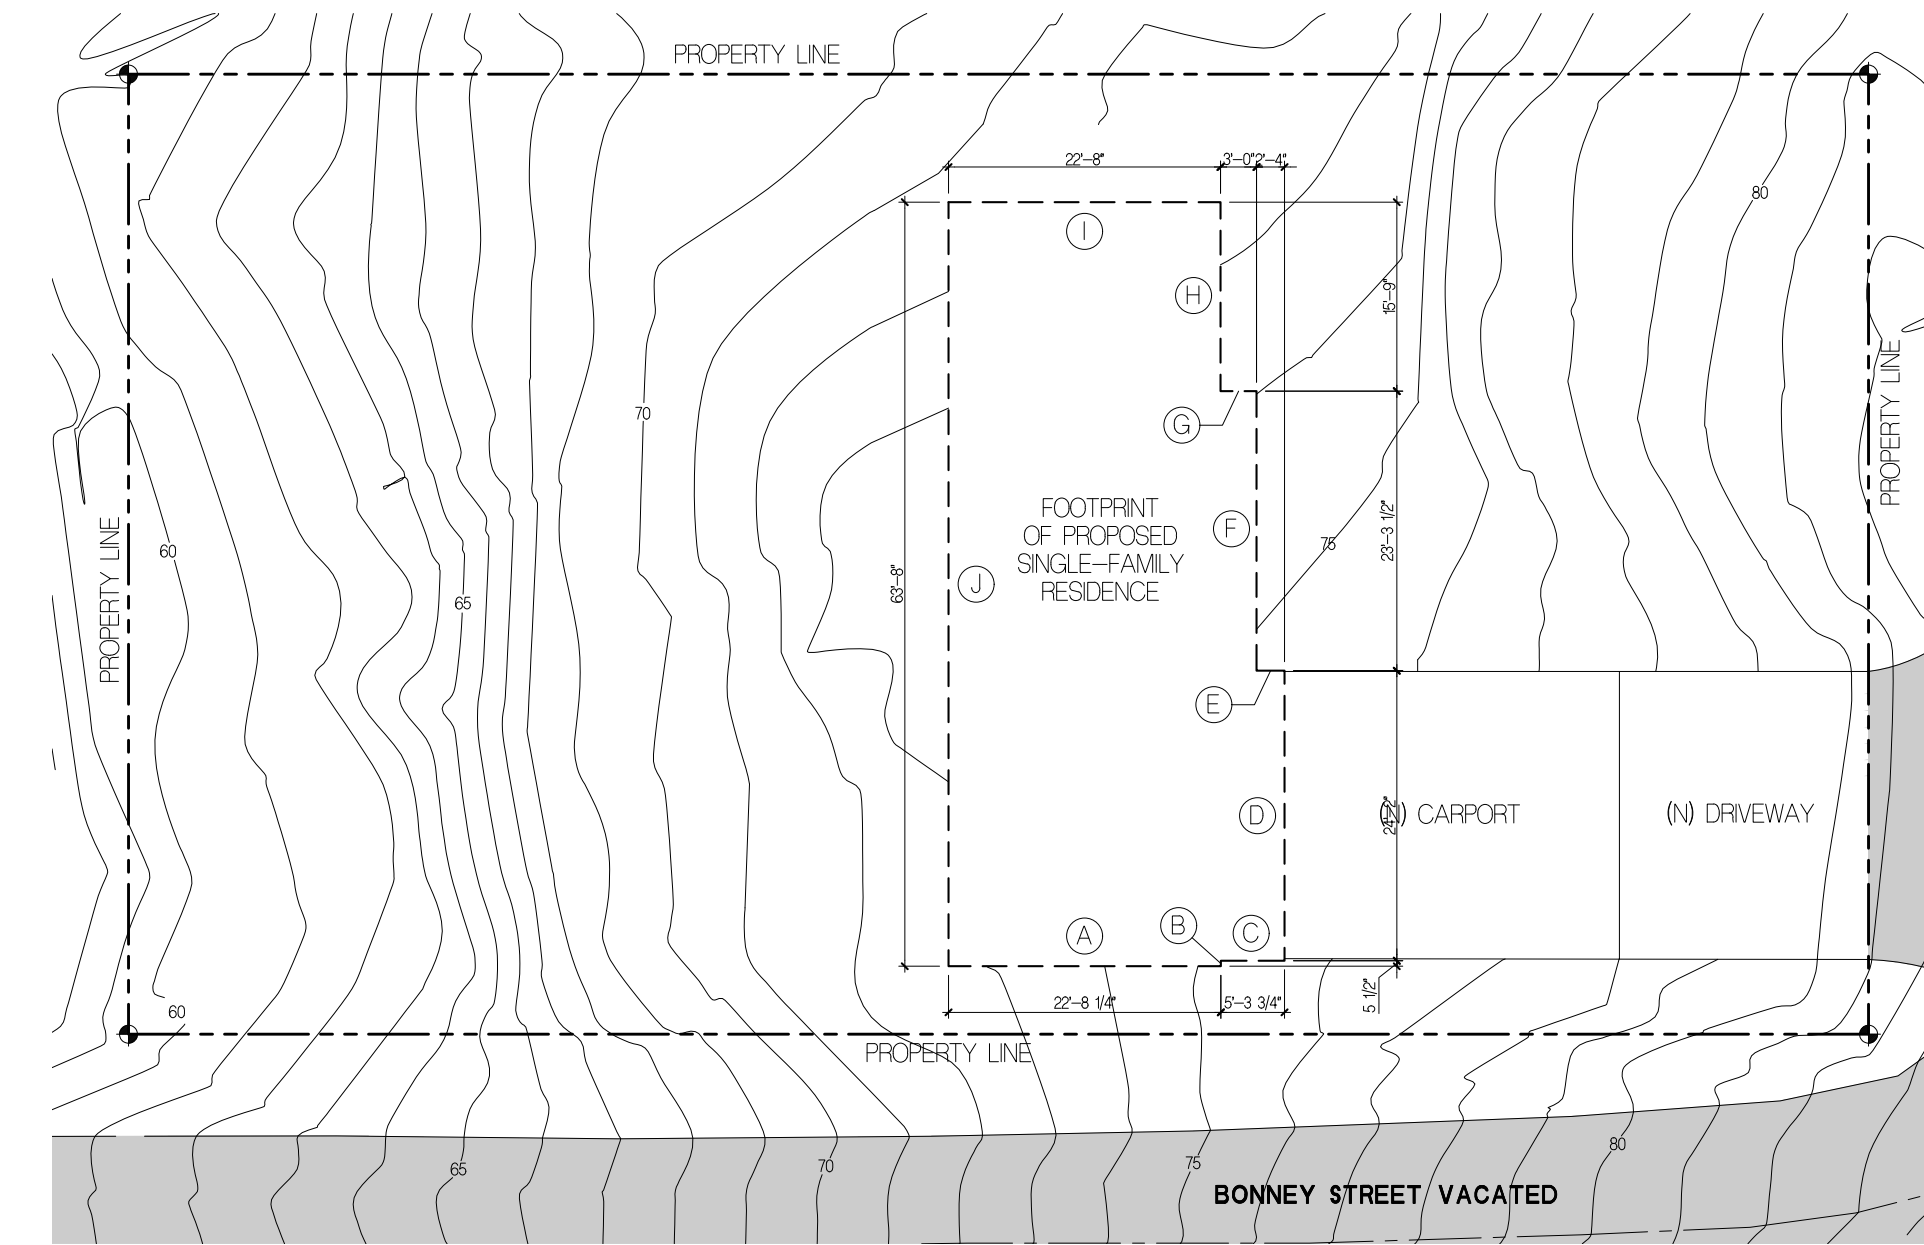 PROPERTY LINE
22'-8"
3'-0"
2'-4"
80
I
H
15'-9"
PROPERTY LINE
70
G
FOOTPRINT
OF PROPOSED
SINGLE-FAMILY
RESIDENCE
F
75
23'-3 1/2"
PROPERTY LINE
60
65
63'-8"
J
E
D
24'-2"
(N) CARPORT
(N) DRIVEWAY
A
B
C
60
22'-8 1/4"
5'-3 3/4"
5 1/2"
PROPERTY LINE
65
70
75
80
BONNEY STREET VACATED